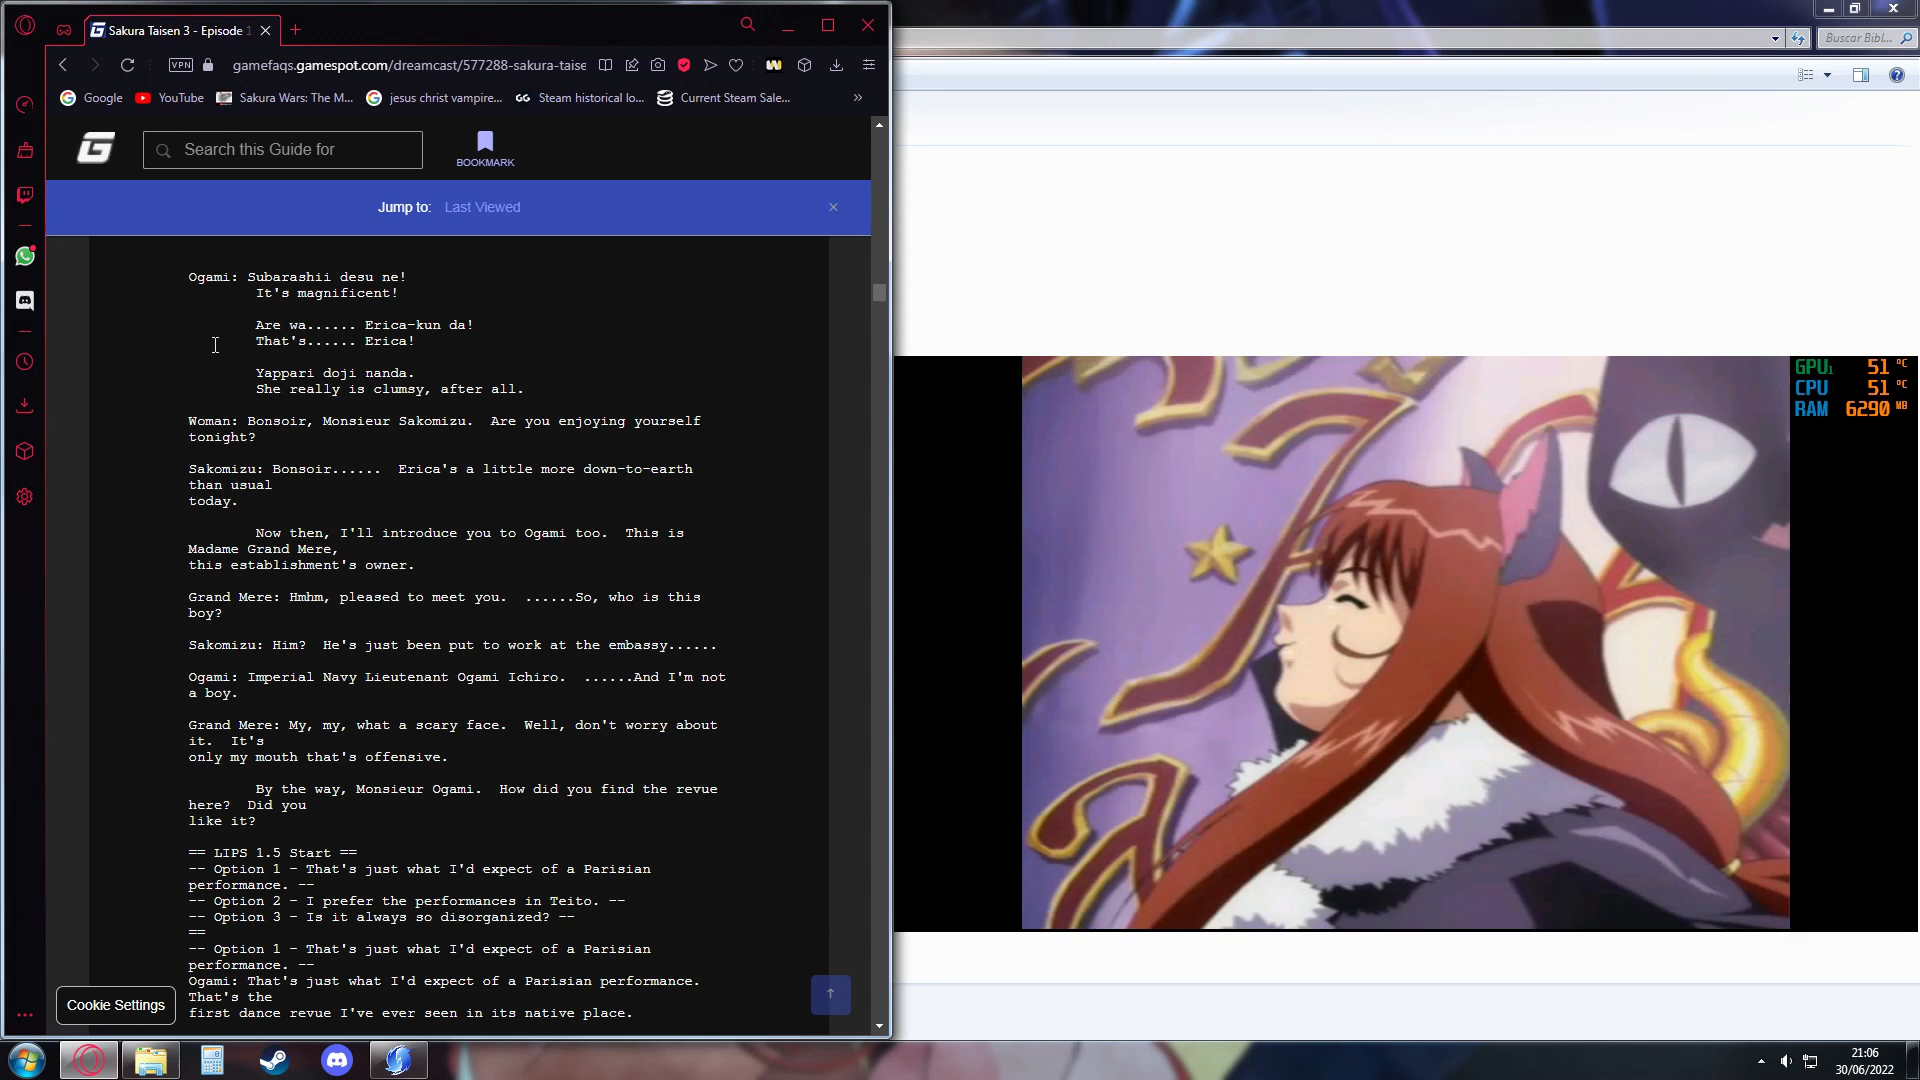 Sakura Taisen 3 - Episode 1
VPN
gamefaqs.gamespot.com/dreamcast/577288-sakura-taise
Google
YouTube
Sakura Wars: The M...
jesus christ vampire...
GG
Steam historical lo...
Current Steam Sale...
Search this Guide for
BOOKMARK
Jump to: Last Viewed
Ogami: Subarashii desu ne!
It's magnificent!
Are wa...... Erica-kun da!
That's...... Erica!
Yappari doji nanda.
She really is clumsy, after all.
Woman: Bonsoir, Monsieur Sakomizu.  Are you enjoying yourself
tonight?
Sakomizu: Bonsoir......  Erica's a little more down-to-earth
than usual
today.
Now then, I'll introduce you to Ogami too.  This is
Madame Grand Mere,
this establishment's owner.
Grand Mere: Hmhm, pleased to meet you.  ......So, who is this
boy?
Sakomizu: Him?  He's just been put to work at the embassy......
Ogami: Imperial Navy Lieutenant Ogami Ichiro.  ......And I'm not
a boy.
Grand Mere: My, my, what a scary face.  Well, don't worry about
it.  It's
only my mouth that's offensive.
By the way, Monsieur Ogami.  How did you find the revue
here?  Did you
like it?
== LIPS 1.5 Start ==
-- Option 1 - That's just what I'd expect of a Parisian
performance. --
-- Option 2 - I prefer the performances in Teito. --
-- Option 3 - Is it always so disorganized? --
==
-- Option 1 - That's just what I'd expect of a Parisian
performance. --
Ogami: That's just what I'd expect of a Parisian performance.
That's the
first dance revue I've ever seen in its native place.
Cookie Settings
Buscar Bibl...
GPU1 51 °C
CPU 51 °C
RAM 6290 MB
21:06
30/06/2022